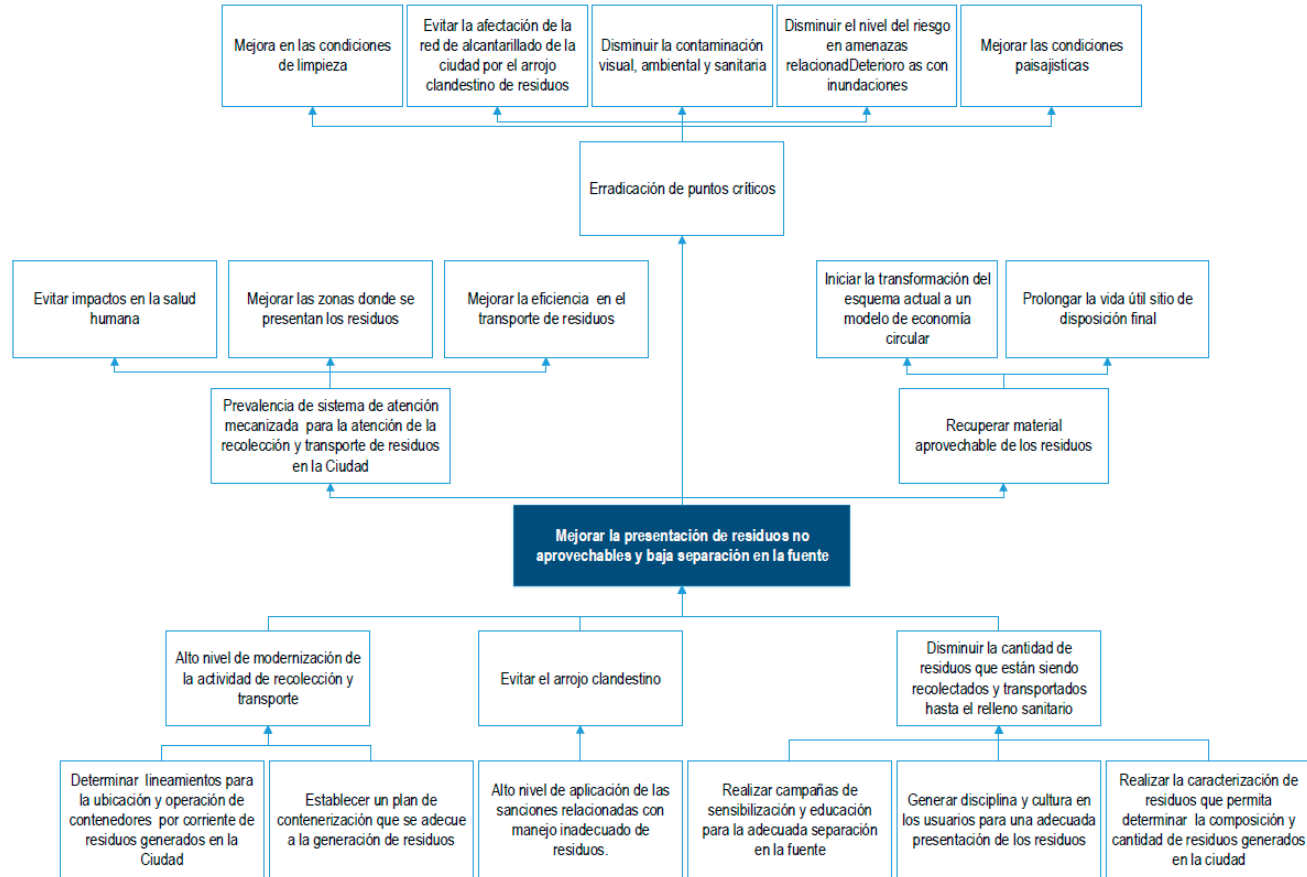 Mejora en las condiciones
de limpieza
Evitar la afectación de la
red de alcantarillado de la
ciudad por el arrojo
clandestino de residuos
Disminuir la contaminación
visual, ambiental y sanitaria
Disminuir el nivel del riesgo
en amenazas
relacionadDeterioro as con
inundaciones
Mejorar las condiciones
paisajisticas
Erradicación de puntos críticos
Evitar impactos en la salud
humana
Mejorar las zonas donde se
presentan los residuos
Mejorar la eficiencia en el
transporte de residuos
Iniciar la transformación del
esquema actual a un
modelo de economía
circular
Prolongar la vida útil sitio de
disposición final
Prevalencia de sistema de atención
mecanizada para la atención de la
recolección y transporte de residuos
en la Ciudad
Recuperar material
aprovechable de los residuos
Mejorar la presentación de residuos no
aprovechables y baja separación en la fuente
Alto nivel de modernización de
la actividad de recolección y
transporte
Evitar el arrojo clandestino
Disminuir la cantidad de
residuos que están siendo
recolectados y transportados
hasta el relleno sanitario
Determinar lineamientos para
la ubicación y operación de
contenedores por corriente de
residuos generados en la
Ciudad
Establecer un plan de
contenerización que se adecue
a la generación de residuos
Alto nivel de aplicación de las
sanciones relacionadas con
manejo inadecuado de
residuos.
Realizar campañas de
sensibilización y educación
para la adecuada separación
en la fuente
Generar disciplina y cultura en
los usuarios para una adecuada
presentación de los residuos
Realizar la caracterización de
residuos que permita
determinar la composición y
cantidad de residuos generados
en la ciudad